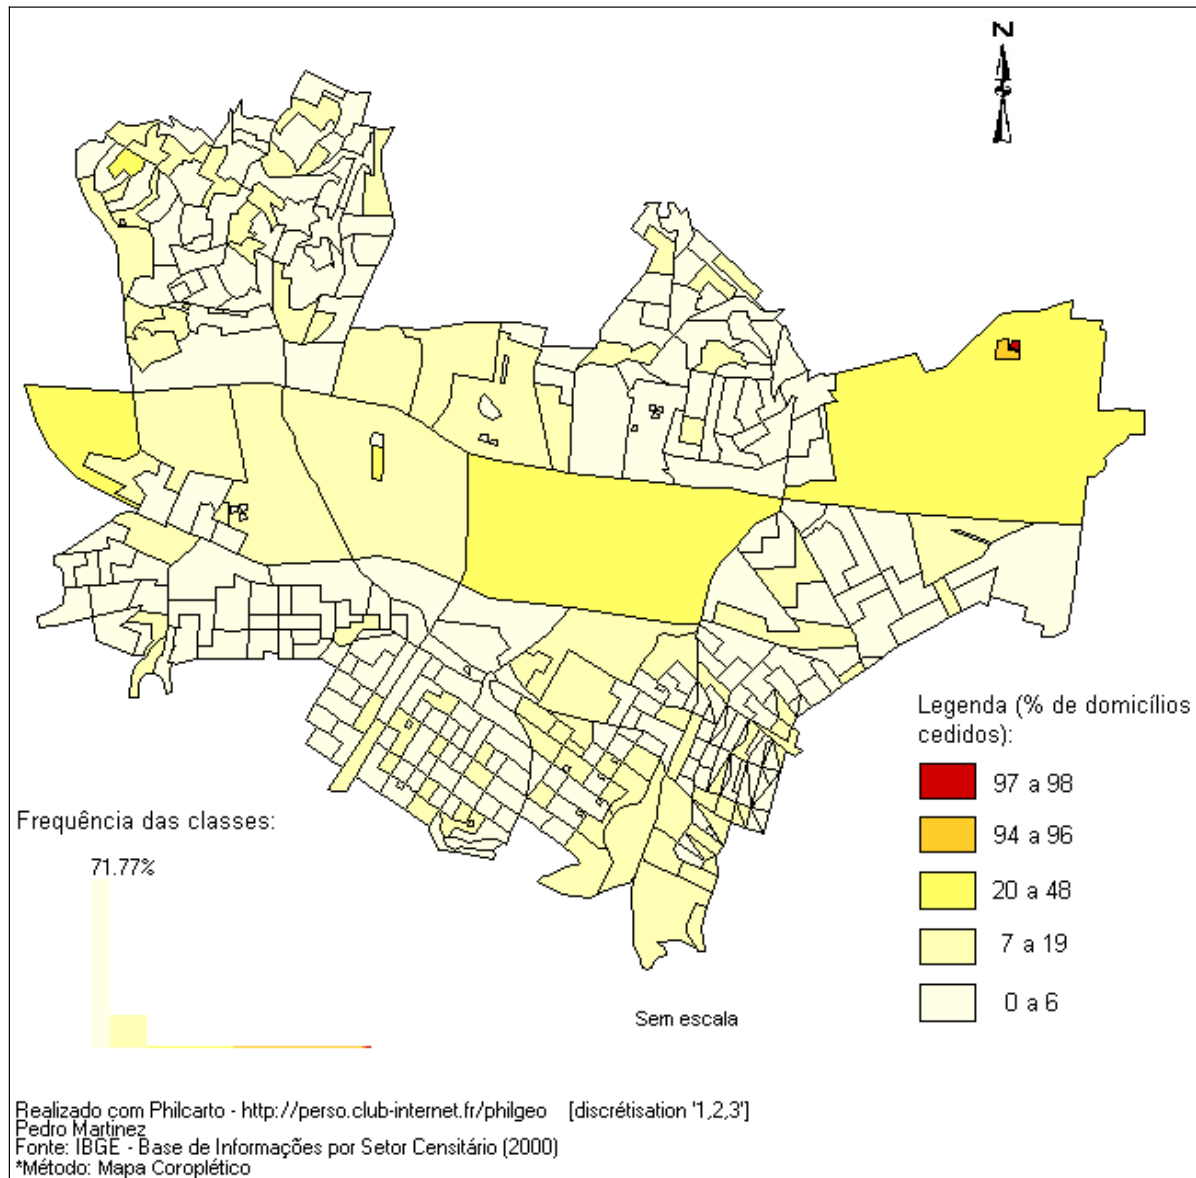 N
Legenda (% de domicílios
cedidos):
97 a 98
94 a 96
20 a 48
7 a 19
0 a 6
Frequência das classes:
71.77%
Sem escala
Realizado com Philcarto - http://perso.club-internet.fr/philgeo [discrétisation '1,2,3']
Pedro Martinez
Fonte: IBGE - Base de Informações por Setor Censitário (2000)
*Método: Mapa Coroplético